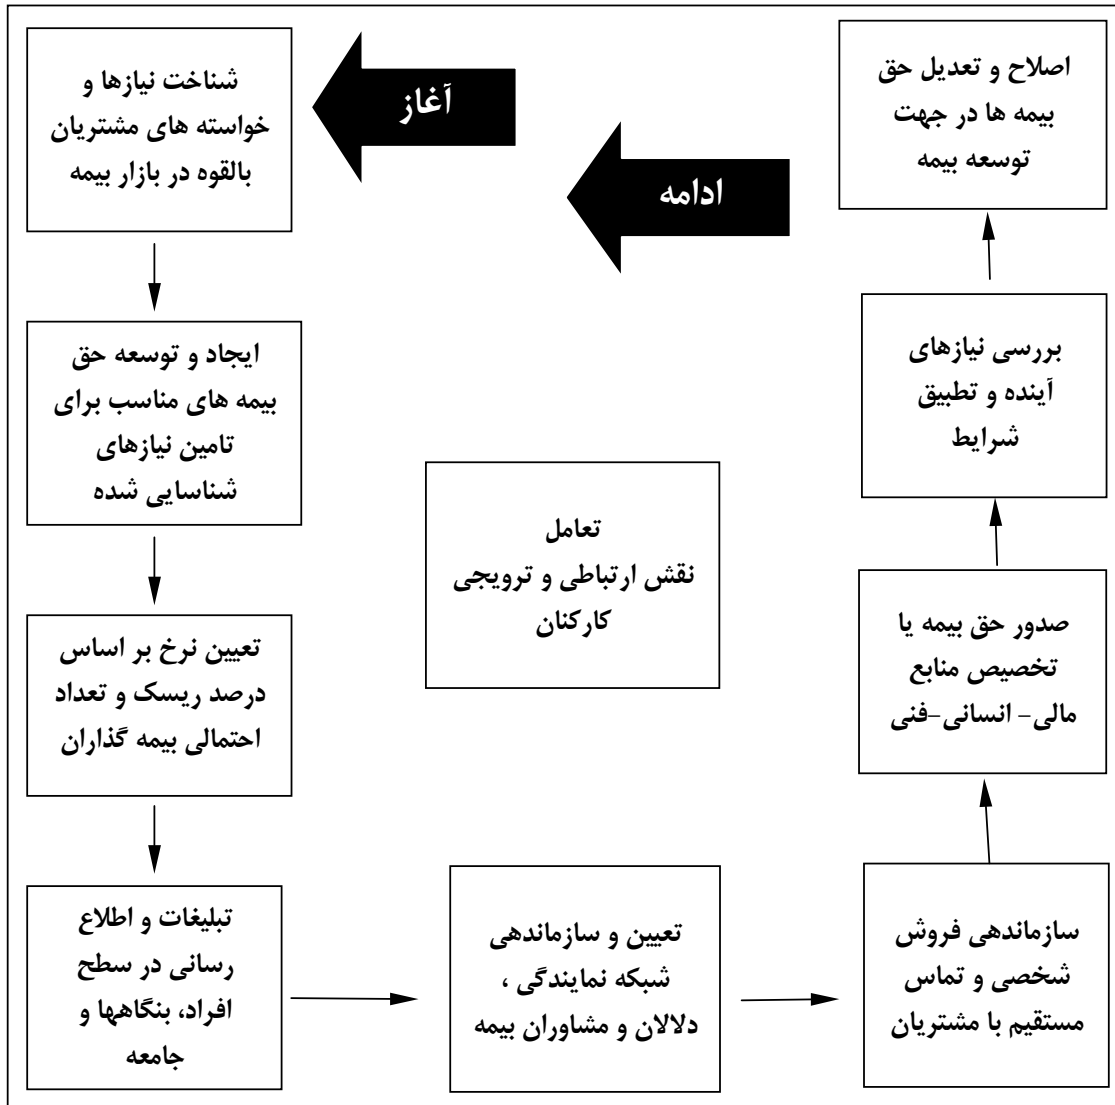 آغاز
شناخت نیازها و
خواسته های مشتریان
بالقوه در بازار بیمه
ایجاد و توسعه حق
بیمه های مناسب برای
تامین نیازهای
شناسایی شده
تعیین نرخ بر اساس
درصد ریسک و تعداد
احتمالی بیمه گذاران
تبلیغات و اطلاع
رسانی در سطح
افراد، بنگاهها و
جامعه
تعیین و سازماندهی
شبکه نمایندگی ،
دلالان و مشاوران بیمه
سازماندهی فروش
شخصی و تماس
مستقیم با مشتریان
صدور حق بیمه یا
تخصیص منابع
مالی- انسانی-فنی
بررسی نیازهای
آینده و تطبیق
شرایط
اصلاح و تعدیل حق
بیمه ها در جهت
توسعه بیمه
ادامه
تعامل
نقش ارتباطی و ترویجی
کارکنان